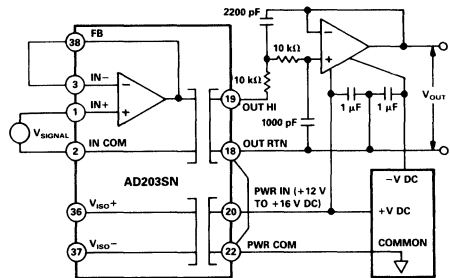 2200 pF
38
FB
10 kΩ
10 kΩ
3
IN−
1
IN+
19
OUT HI
1000 pF
1 μF
1 μF
VOUT
VSIGNAL
2
IN COM
18
OUT RTN
AD203SN
PWR IN (+12 V
TO +16 V DC)
−V DC
36
VISO+
20
+V DC
37
VISO−
22
PWR COM
COMMON